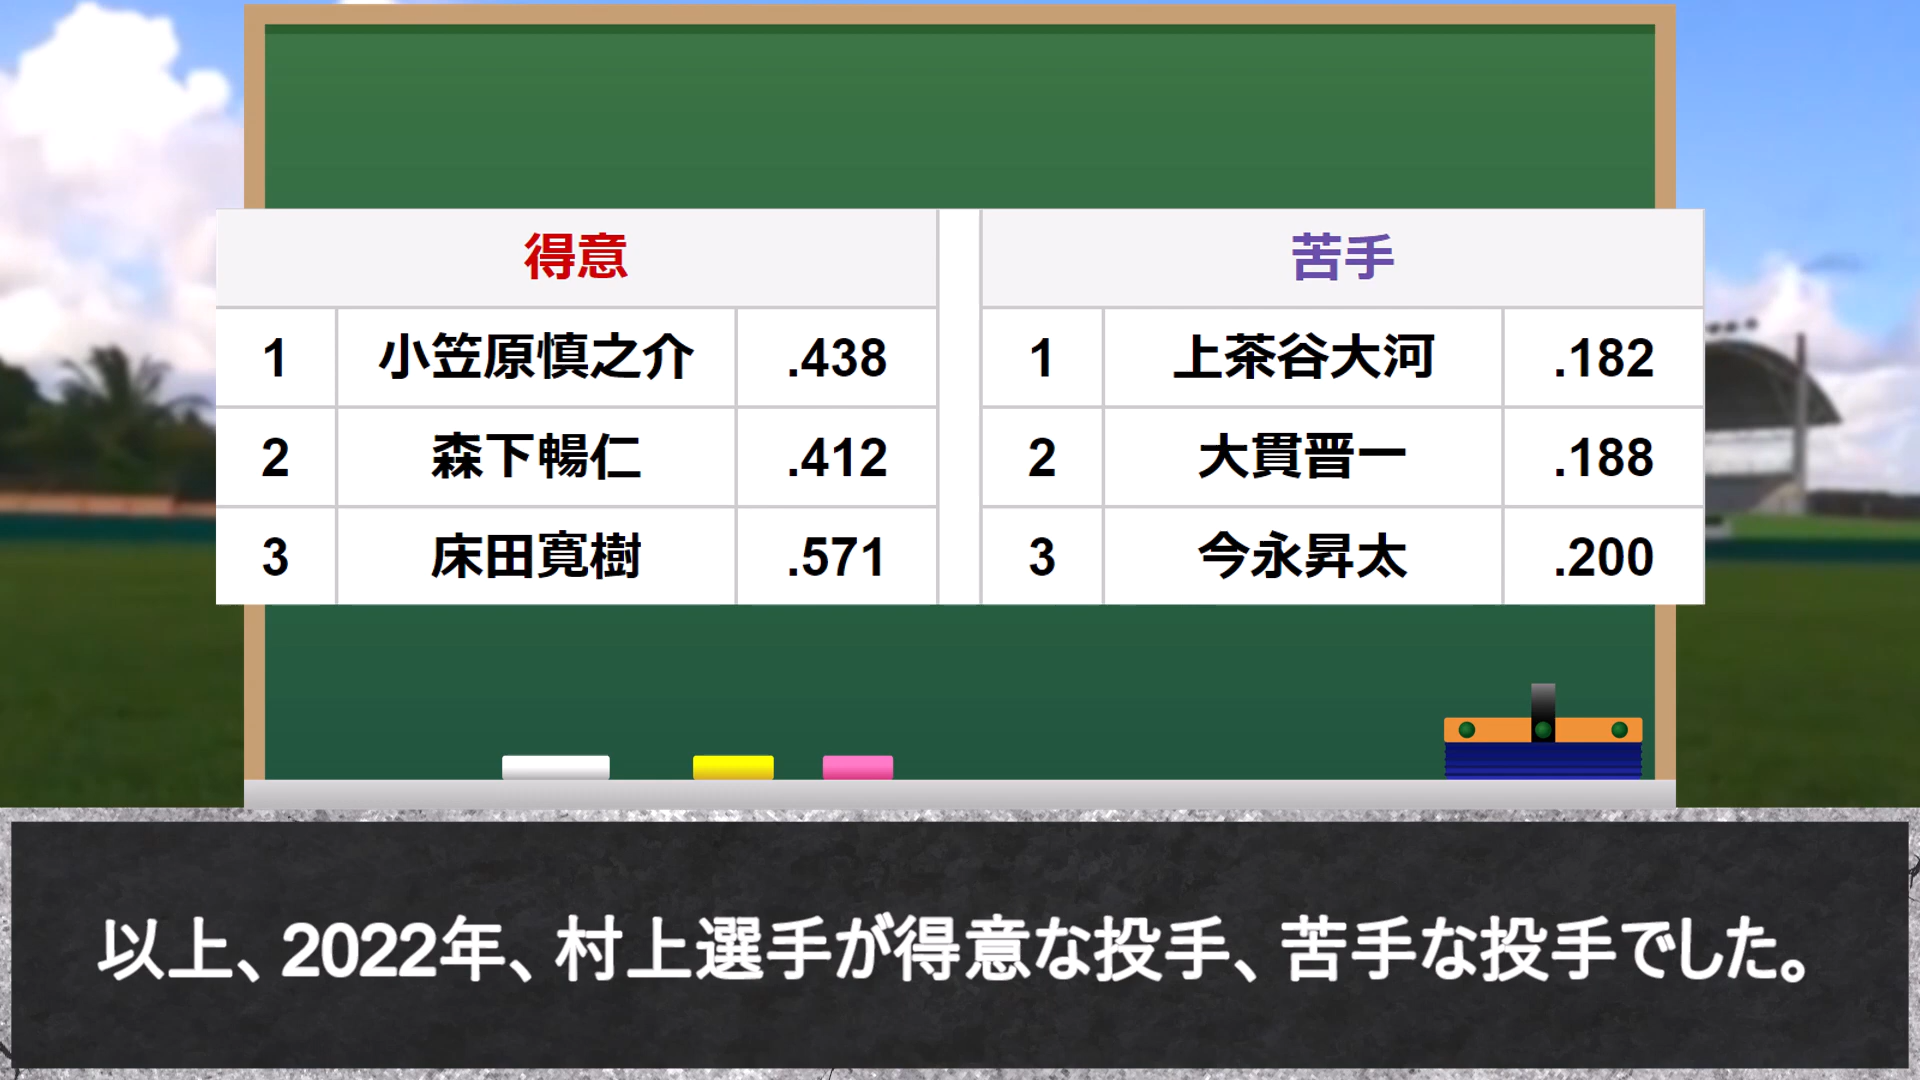 得意 苦手
1 小笠原慎之介 .438 1 上茶谷大河 .182
2 森下暢仁 .412 2 大貫晋一 .188
3 床田寛樹 .571 3 今永昇太 .200
以上、2022年、村上選手が得意な投手、苦手な投手でした。